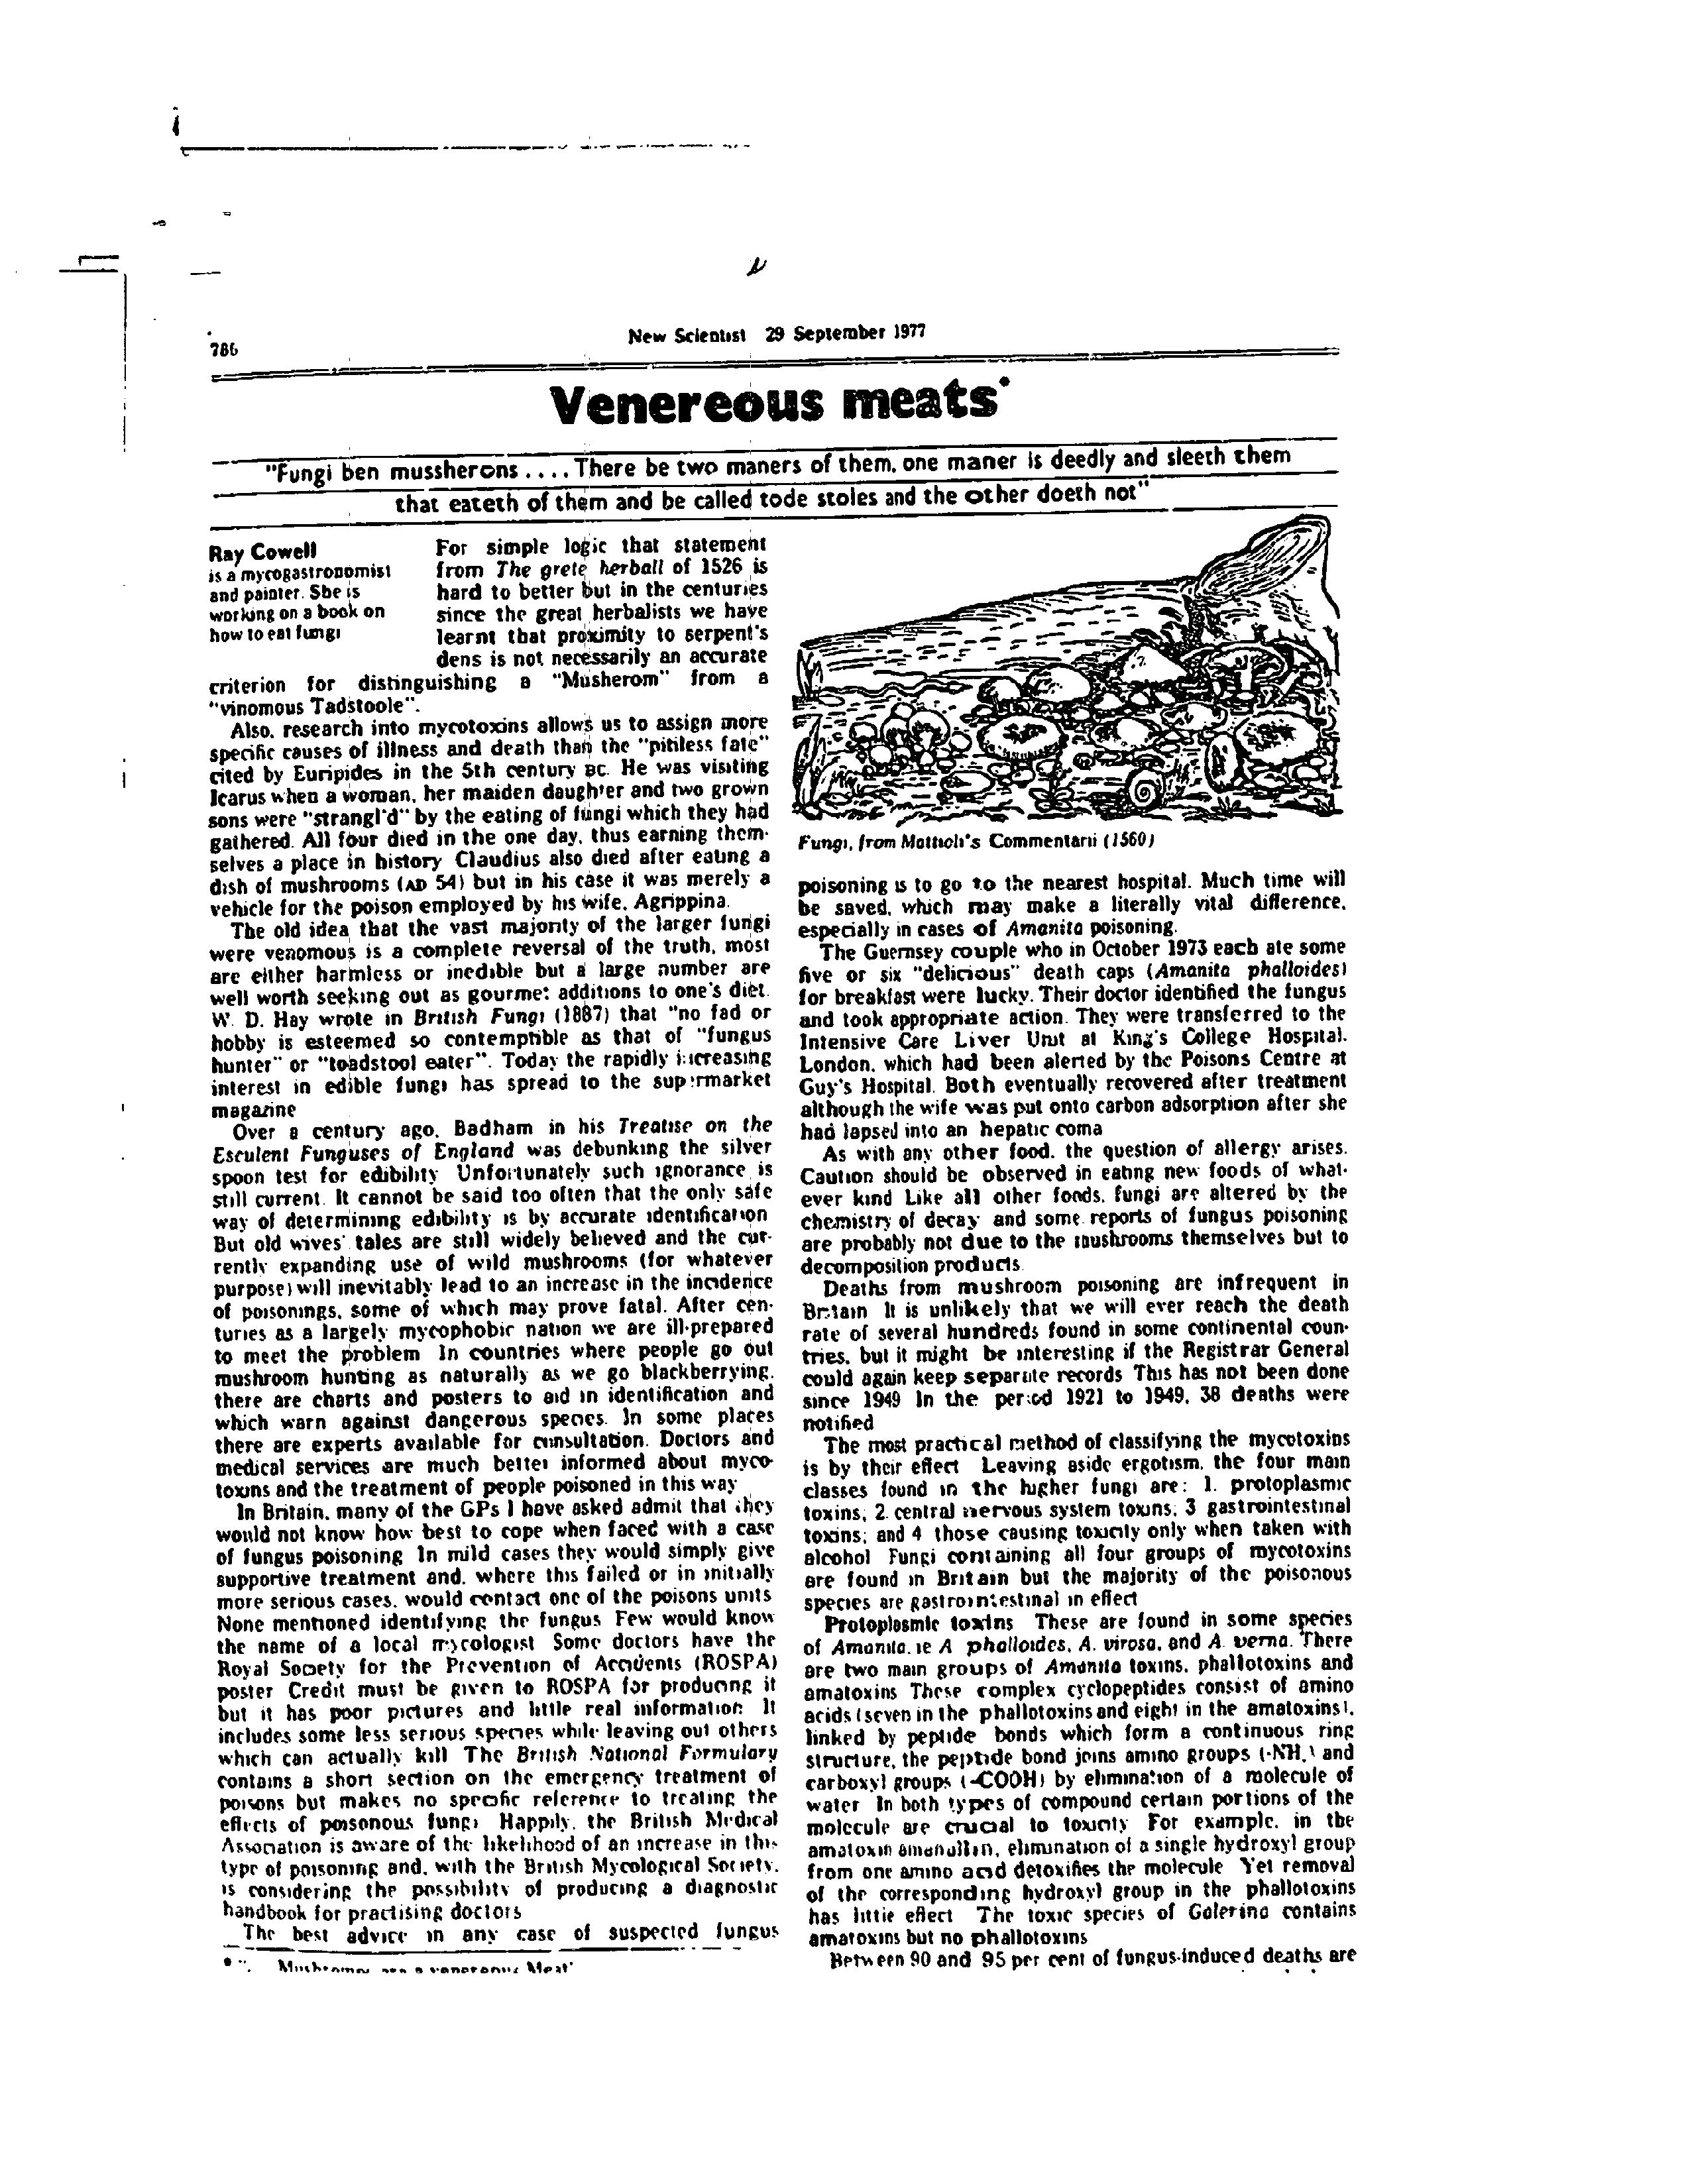 New Scientist 29 September 1977
786
Venereous meats*
"Fungi ben mussherons . . . . There be two maners of them, one maner is deedly and sleeth them
that eateth of them and be called tode stoles and the other doeth not"
Ray Cowell
is a mycogastronomist
and painter. She is
working on a book on
how to eat fungi
For simple logic that statement
from The grete herball of 1526 is
hard to better but in the centuries
since the great herbalists we have
learnt that proximity to serpent's
dens is not necessarily an accurate
criterion for distinguishing a "Musherom" from a
"vinomous Tadstoole".
Also, research into mycotoxins allows us to assign more
specific causes of illness and death than the "pitiless fate"
cited by Euripides in the 5th century BC. He was visiting
Icarus when a woman, her maiden daughter and two grown
sons were "strangl'd" by the eating of fungi which they had
gathered. All four died in the one day, thus earning them-
selves a place in history Claudius also died after eating a
dish of mushrooms (AD 54) but in his case it was merely a
vehicle for the poison employed by his wife, Agrippina.
The old idea that the vast majority of the larger fungi
were venomous is a complete reversal of the truth, most
are either harmless or inedible but a large number are
well worth seeking out as gourmet additions to one's diet.
W. D. Hay wrote in British Fungi (1887) that "no fad or
hobby is esteemed so contemptible as that of "fungus
hunter" or "toadstool eater". Today the rapidly increasing
interest in edible fungi has spread to the supermarket
magazine
Over a century ago, Badham in his Treatise on the
Esculent Funguses of England was debunking the silver
spoon test for edibility Unfortunately such ignorance is
still current. It cannot be said too often that the only safe
way of determining edibility is by accurate identification
But old wives' tales are still widely believed and the cur-
rently expanding use of wild mushrooms (for whatever
purpose) will inevitably lead to an increase in the incidence
of poisonings, some of which may prove fatal. After cen-
turies as a largely mycophobic nation we are ill-prepared
to meet the problem In countries where people go out
mushroom hunting as naturally as we go blackberrying,
there are charts and posters to aid in identification and
which warn against dangerous species. In some places
there are experts available for consultation. Doctors and
medical services are much better informed about myco-
toxins and the treatment of people poisoned in this way
In Britain, many of the GPs I have asked admit that they
would not know how best to cope when faced with a case
of fungus poisoning In mild cases they would simply give
supportive treatment and, where this failed or in initially
more serious cases, would contact one of the poisons units
None mentioned identifying the fungus Few would know
the name of a local mycologist Some doctors have the
Royal Society for the Prevention of Accidents (ROSPA)
poster Credit must be given to ROSPA for producing it
but it has poor pictures and little real information It
includes some less serious species while leaving out others
which can actually kill The British National Formulary
contains a short section on the emergency treatment of
poisons but makes no specific reference to treating the
effects of poisonous fungi Happily, the British Medical
Association is aware of the likelihood of an increase in this
type of poisoning and, with the British Mycological Society,
is considering the possibility of producing a diagnostic
handbook for practising doctors
The best advice in any case of suspected fungus
* ". Mushromes are a venereous Meat"
Fungi, from Mattioli's Commentarii (1560)
poisoning is to go to the nearest hospital. Much time will
be saved, which may make a literally vital difference,
especially in cases of Amanita poisoning.
The Guernsey couple who in October 1973 each ate some
five or six "delicious" death caps (Amanita phalloides)
for breakfast were lucky. Their doctor identified the fungus
and took appropriate action. They were transferred to the
Intensive Care Liver Unit at King's College Hospital,
London, which had been alerted by the Poisons Centre at
Guy's Hospital. Both eventually recovered after treatment
although the wife was put onto carbon adsorption after she
had lapsed into an hepatic coma
As with any other food, the question of allergy arises.
Caution should be observed in eating new foods of what-
ever kind Like all other foods, fungi are altered by the
chemistry of decay and some reports of fungus poisoning
are probably not due to the mushrooms themselves but to
decomposition products
Deaths from mushroom poisoning are infrequent in
Britain It is unlikely that we will ever reach the death
rate of several hundreds found in some continental coun-
tries, but it might be interesting if the Registrar General
could again keep separate records This has not been done
since 1949 In the period 1921 to 1949, 38 deaths were
notified
The most practical method of classifying the mycotoxins
is by their effect Leaving aside ergotism, the four main
classes found in the higher fungi are: 1. protoplasmic
toxins; 2. central nervous system toxins; 3 gastrointestinal
toxins; and 4 those causing toxicity only when taken with
alcohol Fungi containing all four groups of mycotoxins
are found in Britain but the majority of the poisonous
species are gastrointestinal in effect
Protoplasmic toxins These are found in some species
of Amanita, ie A phalloides, A. virosa, and A verna. There
are two main groups of Amanita toxins, phallotoxins and
amatoxins These complex cyclopeptides consist of amino
acids (seven in the phallotoxins and eight in the amatoxins),
linked by peptide bonds which form a continuous ring
structure, the peptide bond joins amino groups (-NH,) and
carboxyl groups (-COOH) by elimination of a molecule of
water In both types of compound certain portions of the
molecule are crucial to toxicity For example, in the
amatoxin amanullin, elimination of a single hydroxyl group
from one amino acid detoxifies the molecule Yet removal
of the corresponding hydroxyl group in the phallotoxins
has little effect The toxic species of Galerina contains
amatoxins but no phallotoxins
Between 90 and 95 per cent of fungus-induced deaths are